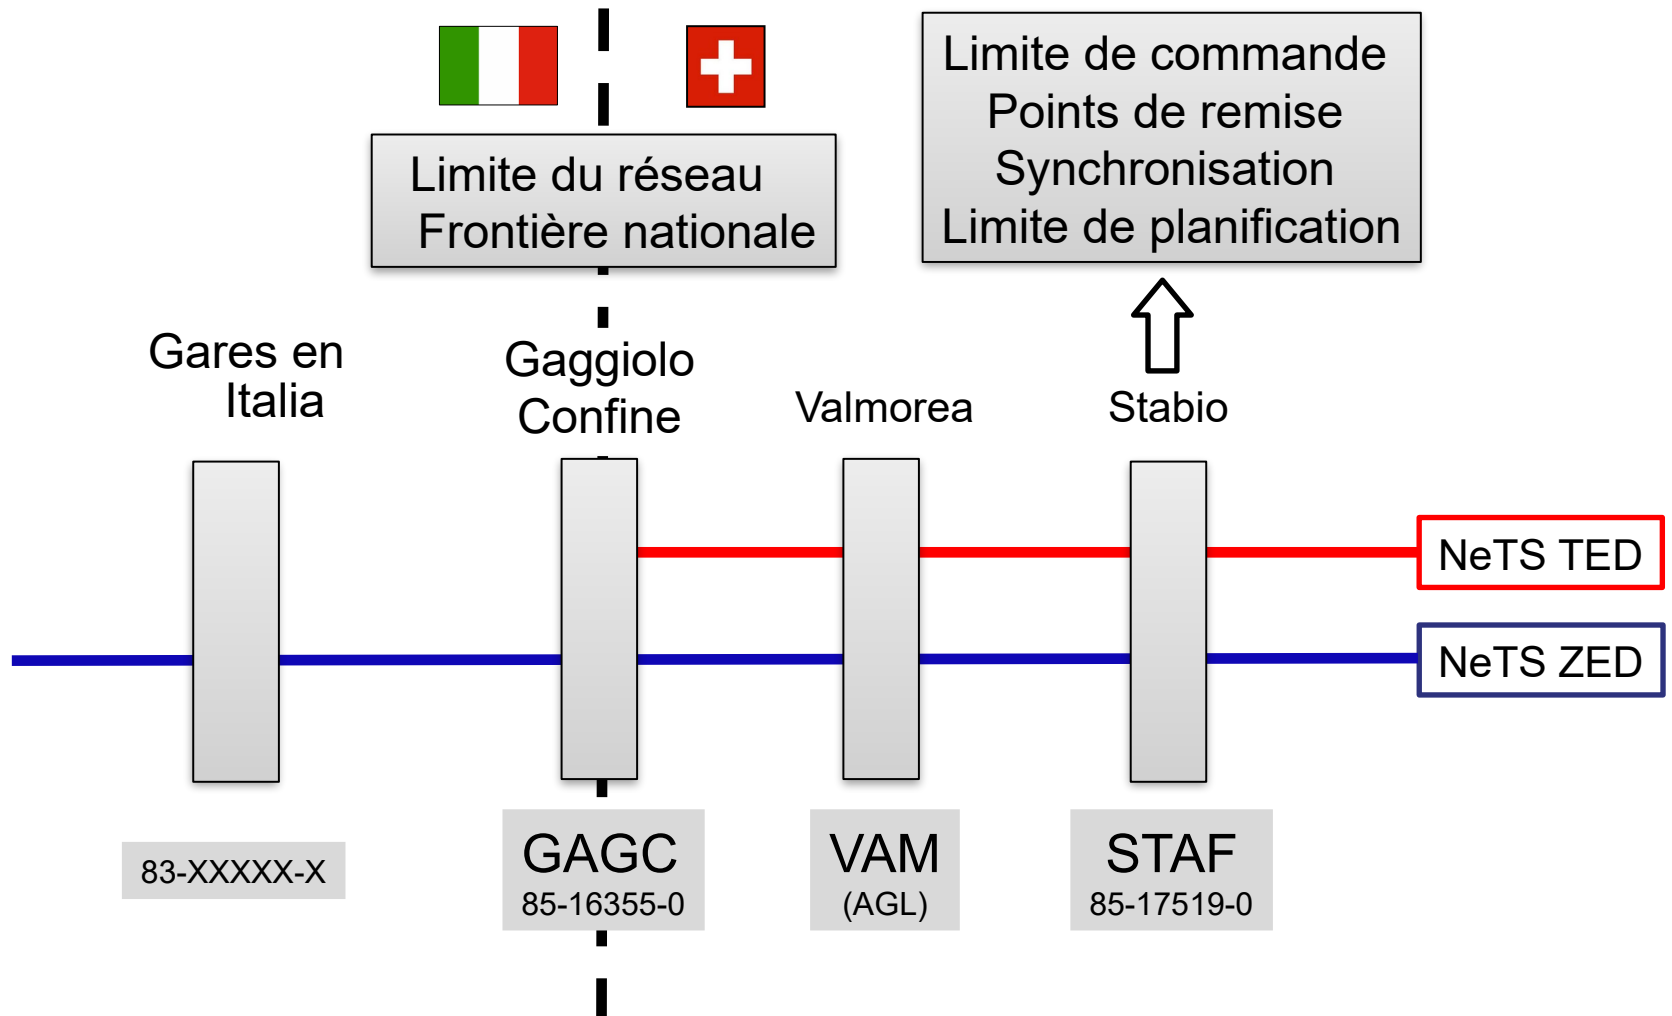 Limite du réseau
Frontière nationale
Limite de commande
Points de remise
Synchronisation
Limite de planification
Gares en
Italia
Gaggiolo
Confine
Valmorea
Stabio
NeTS TED
NeTS ZED
83-XXXXX-X
GAGC
85-16355-0
VAM
(AGL)
STAF
85-17519-0